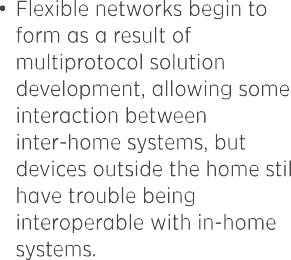 • Flexible networks begin to
form as a result of
multiprotocol solution
development, allowing some
interaction between
inter-home systems, but
devices outside the home stil
have trouble being
interoperable with in-home
systems.